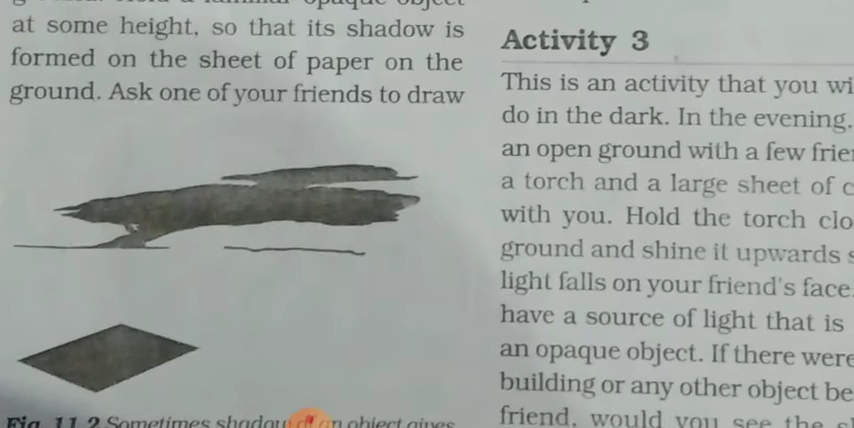 at some height, so that its shadow is
formed on the sheet of paper on the
ground. Ask one of your friends to draw
Fig. 11.2 Sometimes shadow an object gives
Activity 3
This is an activity that you wi
do in the dark. In the evening,
an open ground with a few frie
a torch and a large sheet of c
with you. Hold the torch clo
ground and shine it upwards s
light falls on your friend's face.
have a source of light that is
an opaque object. If there were
building or any other object be
friend, would you see the